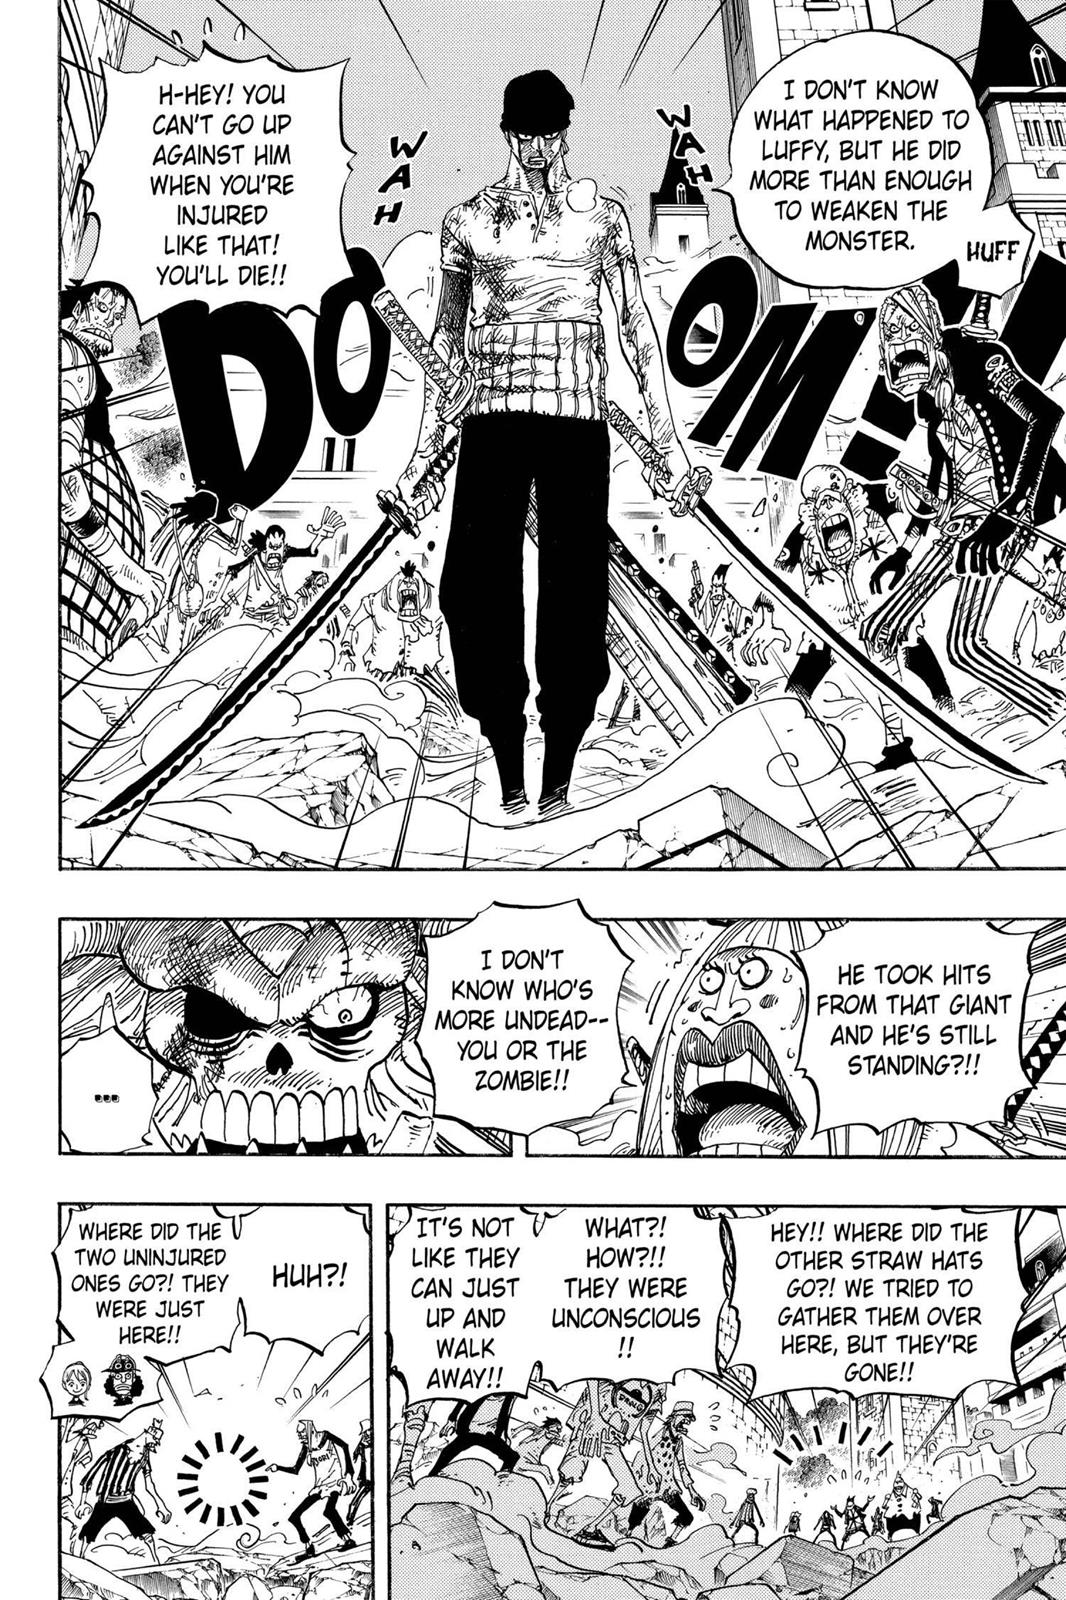 I DON'T KNOW
WHAT HAPPENED TO
LUFFY, BUT HE DID
MORE THAN ENOUGH
TO WEAKEN THE
MONSTER.
HUFF
WAH
WAH
H-HEY! YOU
CAN'T GO UP
AGAINST HIM
WHEN YOU'RE
INJURED
LIKE THAT!
YOU'LL DIE!!
WAH
WAH
DOOM!!
HE TOOK HITS
FROM THAT GIANT
AND HE'S STILL
STANDING?!!
I DON'T
KNOW WHO'S
MORE UNDEAD--
YOU OR THE
ZOMBIE!!
...
HEY!! WHERE DID THE
OTHER STRAW HATS
GO?! WE TRIED TO
GATHER THEM OVER
HERE, BUT THEY'RE
GONE!!
WHAT?!
HOW?!!
THEY WERE
UNCONSCIOUS
!!
IT'S NOT
LIKE THEY
CAN JUST
UP AND
WALK
AWAY!!
HUH?!
WHERE DID THE
TWO UNINJURED
ONES GO?! THEY
WERE JUST
HERE!!